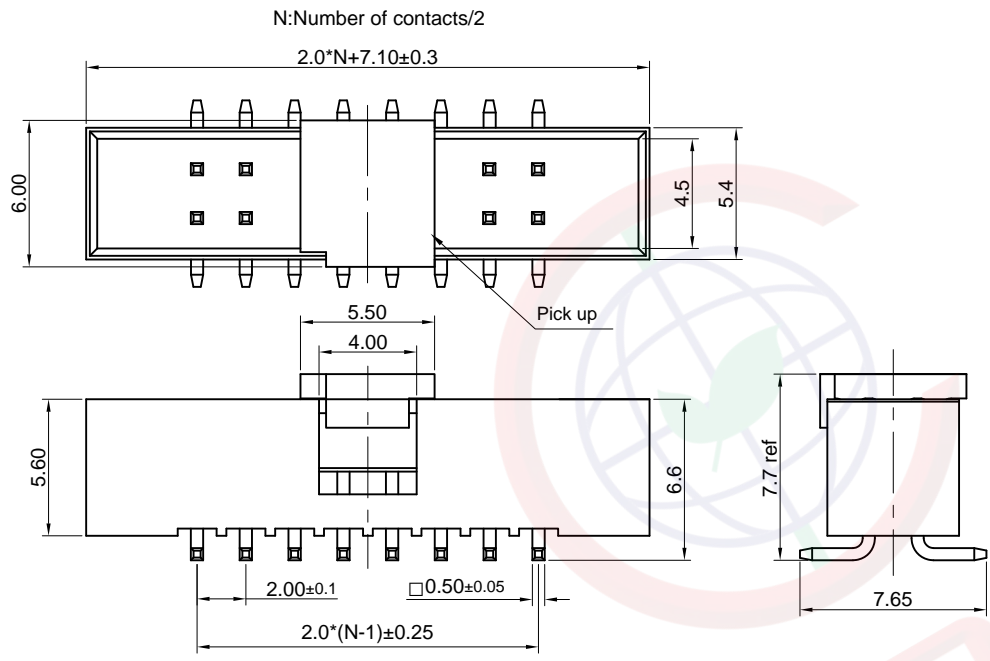 N:Number of contacts/2
2.0*N+7.10±0.3
6.00
4.5
5.4
Pick up
5.50
4.00
5.60
6.6
7.7 ref
2.00±0.1
□0.50±0.05
7.65
2.0*(N-1)±0.25